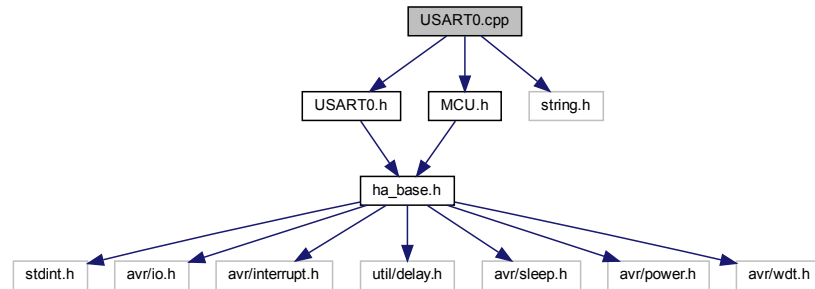 USART0.cpp
USART0.h
MCU.h
string.h
ha_base.h
stdint.h
avr/io.h
avr/interrupt.h
util/delay.h
avr/sleep.h
avr/power.h
avr/wdt.h